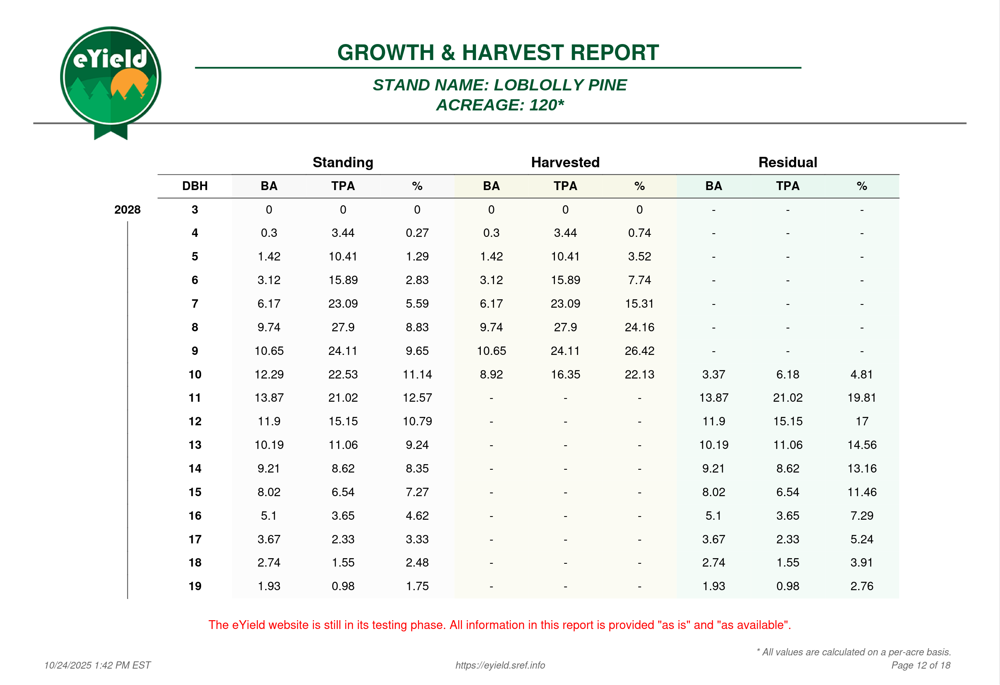 eYield
GROWTH & HARVEST REPORT
STAND NAME: LOBLOLLY PINE
ACREAGE: 120*
Standing Harvested Residual
DBH BA TPA % BA TPA % BA TPA %
2028 3 0 0 0 0 0 0 - - -
4 0.3 3.44 0.27 0.3 3.44 0.74 - - -
5 1.42 10.41 1.29 1.42 10.41 3.52 - - -
6 3.12 15.89 2.83 3.12 15.89 7.74 - - -
7 6.17 23.09 5.59 6.17 23.09 15.31 - - -
8 9.74 27.9 8.83 9.74 27.9 24.16 - - -
9 10.65 24.11 9.65 10.65 24.11 26.42 - - -
10 12.29 22.53 11.14 8.92 16.35 22.13 3.37 6.18 4.81
11 13.87 21.02 12.57 - - - 13.87 21.02 19.81
12 11.9 15.15 10.79 - - - 11.9 15.15 17
13 10.19 11.06 9.24 - - - 10.19 11.06 14.56
14 9.21 8.62 8.35 - - - 9.21 8.62 13.16
15 8.02 6.54 7.27 - - - 8.02 6.54 11.46
16 5.1 3.65 4.62 - - - 5.1 3.65 7.29
17 3.67 2.33 3.33 - - - 3.67 2.33 5.24
18 2.74 1.55 2.48 - - - 2.74 1.55 3.91
19 1.93 0.98 1.75 - - - 1.93 0.98 2.76
The eYield website is still in its testing phase. All information in this report is provided "as is" and "as available".
* All values are calculated on a per-acre basis.
10/24/2025 1:42 PM EST https://eyield.sref.info Page 12 of 18